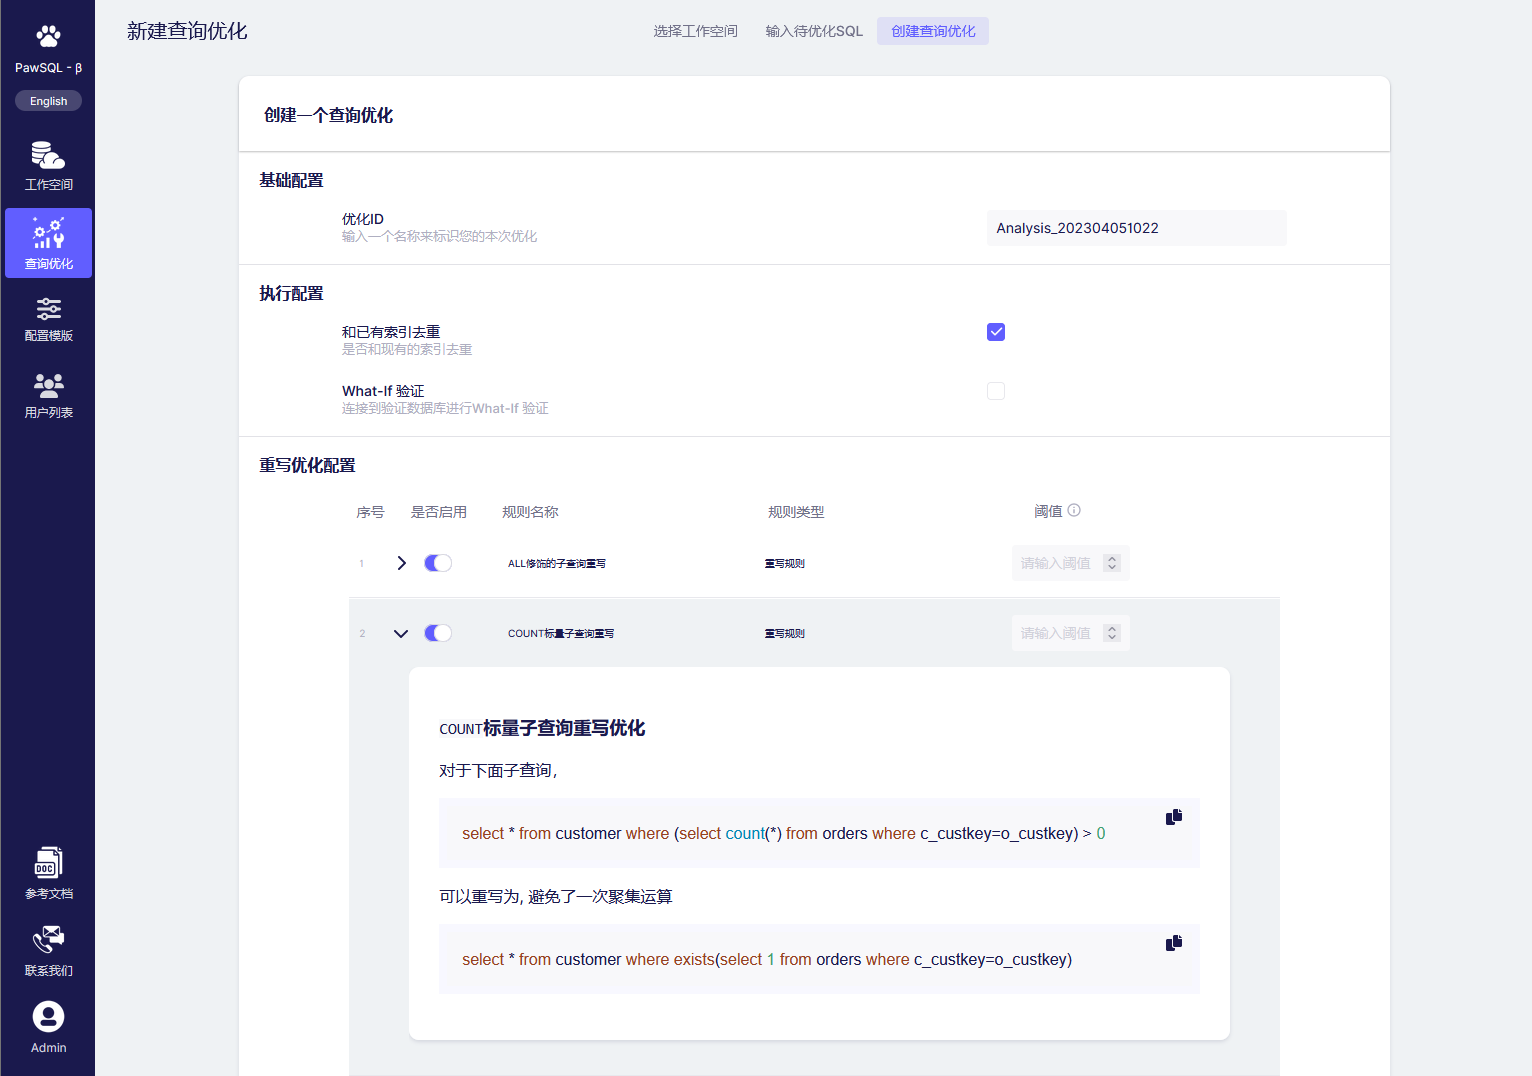 PawSQL - β
English
工作空间
查询优化
配置模版
用户列表
DOC
参考文档
联系我们
Admin
新建查询优化
选择工作空间 输入待优化SQL 创建查询优化
创建一个查询优化
基础配置
优化ID
输入一个名称来标识您的本次优化
Analysis_202304051022
执行配置
和已有索引去重
是否和现有的索引去重
What-If 验证
连接到验证数据库进行What-If 验证
重写优化配置
序号 是否启用 规则名称 规则类型 阈值
1 ALL修饰的子查询重写 重写规则 请输入阈值
2 COUNT标量子查询重写 重写规则 请输入阈值
COUNT标量子查询重写优化
对于下面子查询，
select * from customer where (select count(*) from orders where c_custkey=o_custkey) > 0
可以重写为, 避免了一次聚集运算
select * from customer where exists(select 1 from orders where c_custkey=o_custkey)